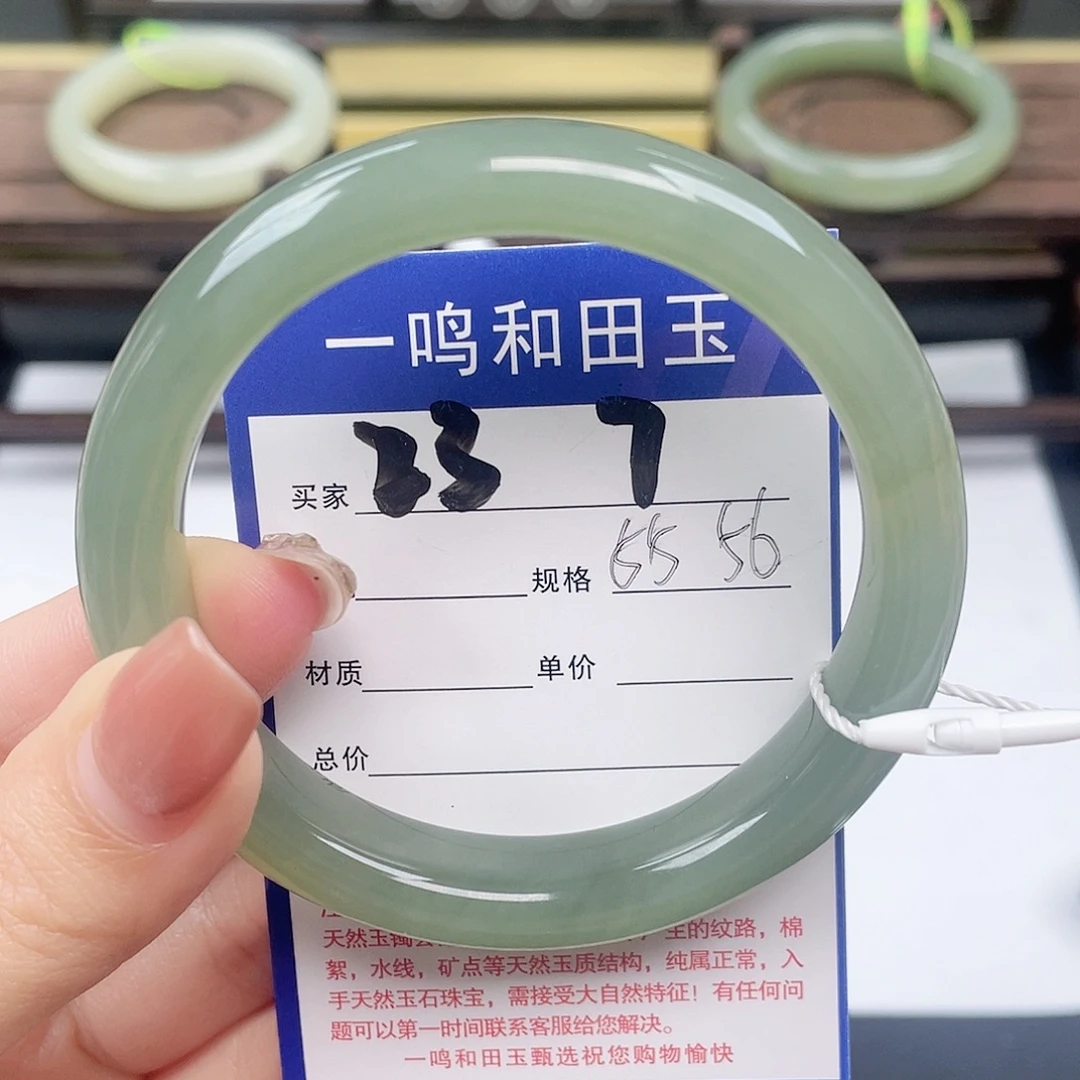 一鸣和田玉
买家 23 7
规格 55 56
材质 单价
总价
天然玉镯 生的纹路，棉
絮，水线，矿点等天然玉质结构，纯属正常，入
手天然玉石珠宝，需接受大自然特征！有任何问
题可以第一时间联系客服给您解决。
一鸣和田玉甄选祝您购物愉快